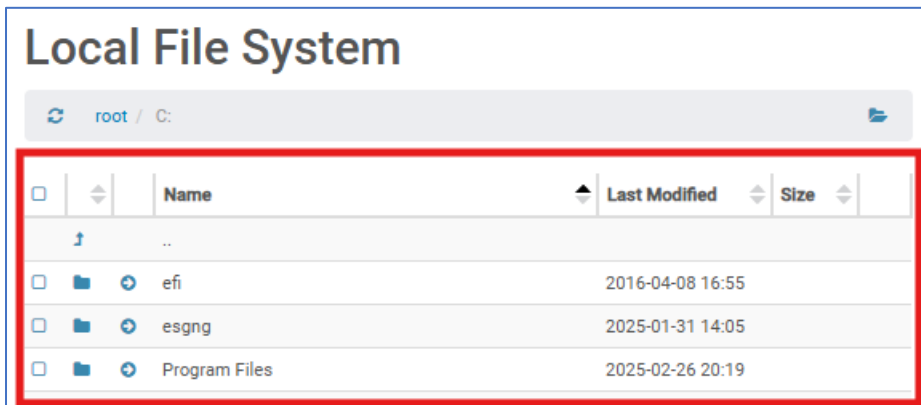 Local File System
root / C:
Name Last Modified Size
..
efi 2016-04-08 16:55
esgng 2025-01-31 14:05
Program Files 2025-02-26 20:19